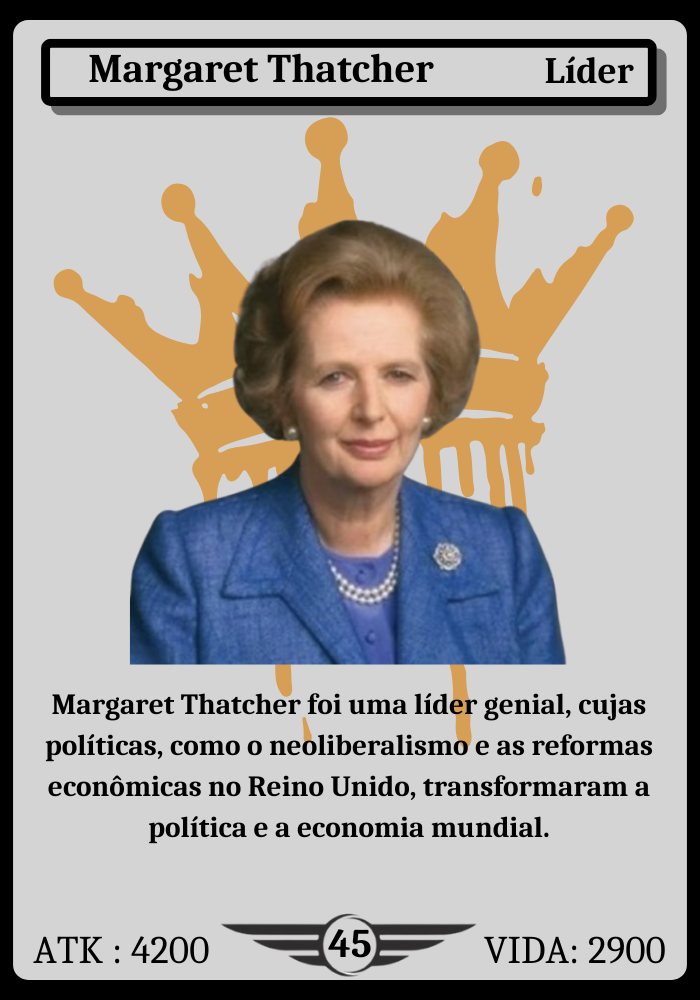 Margaret Thatcher Líder
Margaret Thatcher foi uma líder genial, cujas
políticas, como o neoliberalismo e as reformas
econômicas no Reino Unido, transformaram a
política e a economia mundial.
ATK : 4200 45 VIDA: 2900